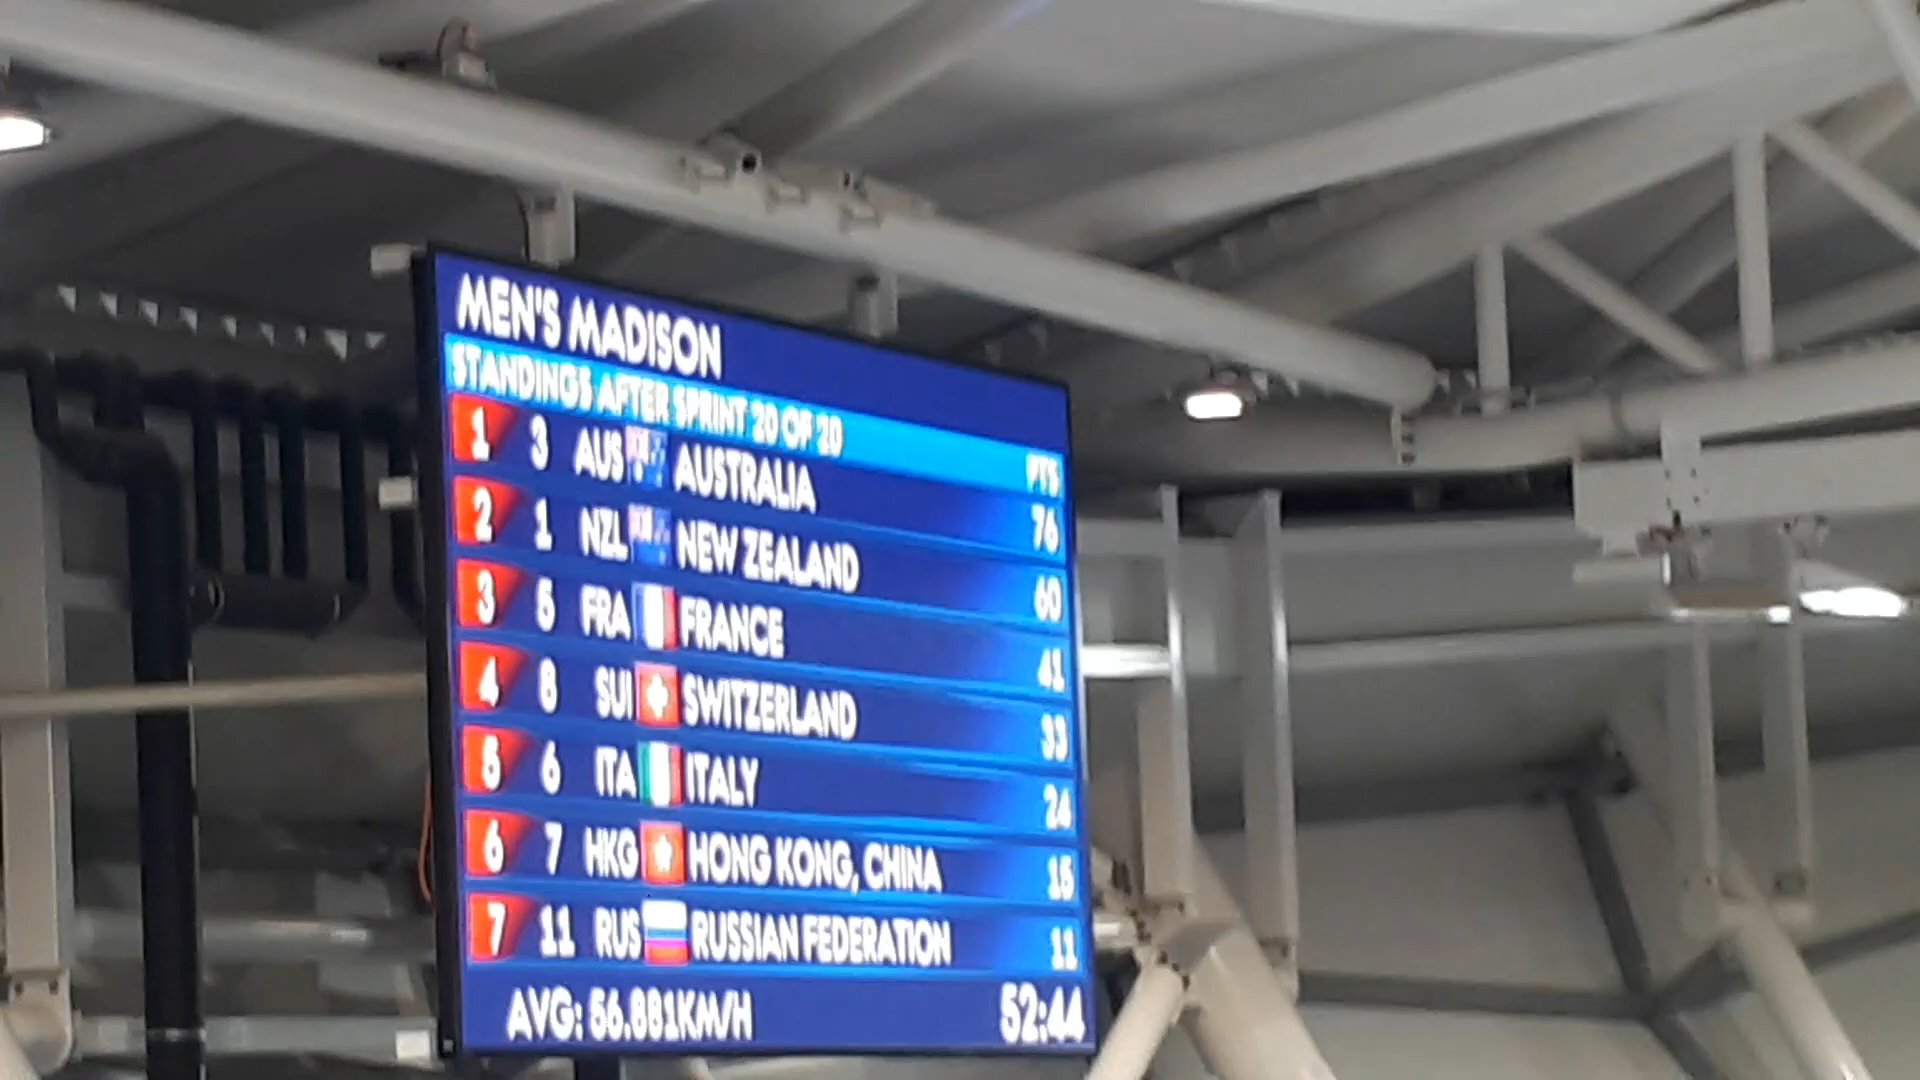 MEN'S MADISON
STANDINGS AFTER SPRINT 20 OF 20 PTS
1 3 AUS AUSTRALIA 76
2 1 NZL NEW ZEALAND 60
3 5 FRA FRANCE 41
4 8 SUI SWITZERLAND 33
5 6 ITA ITALY 24
6 7 HKG HONG KONG, CHINA 15
7 11 RUS RUSSIAN FEDERATION 11
AVG: 56.881KM/H 52:44